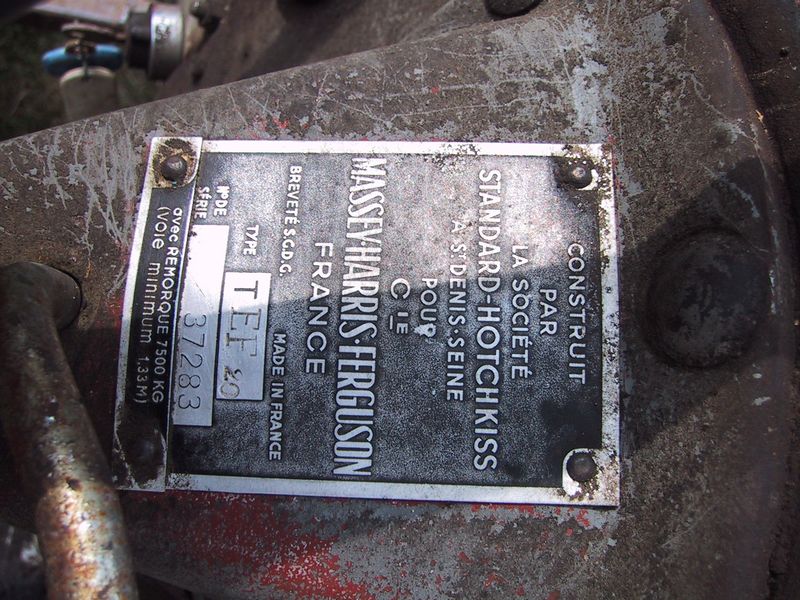 CONSTRUIT
PAR
LA SOCIÉTÉ
STANDARD-HOTCHKISS
A ST DENIS-SEINE
POUR
CIE
MASSEY-HARRIS-FERGUSON
FRANCE
BREVETÉ S.G.D.G. MADE IN FRANCE
TYPE TEF 20
N° DE SÉRIE 37283
avec REMORQUE 7500 KG
(VOIE minimum 1.33 M)